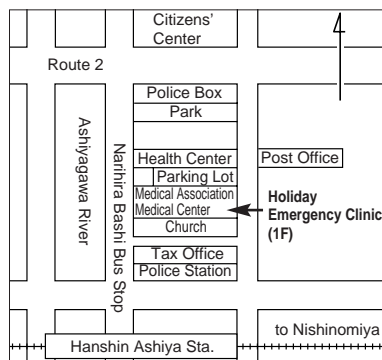 Citizens'
Center
Route 2
Police Box
Park
Ashiyagawa River
Narihira Bashi Bus Stop
Health Center
Post Office
Parking Lot
Medical Association
Medical Center
Holiday
Emergency Clinic
(1F)
Church
Tax Office
Police Station
to Nishinomiya
Hanshin Ashiya Sta.